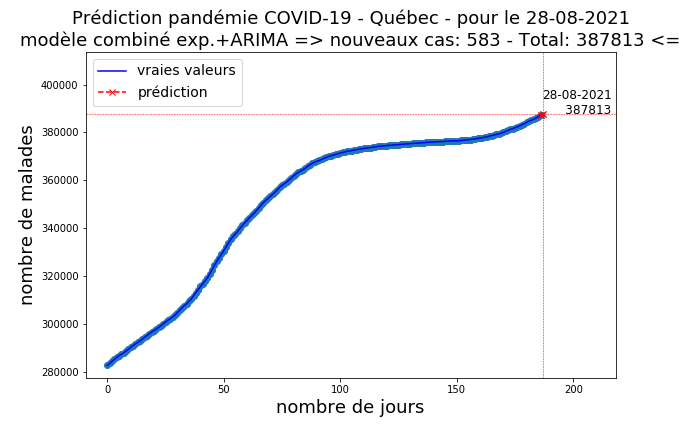 Prédiction pandémie COVID-19 - Québec - pour le 28-08-2021
modèle combiné exp.+ARIMA => nouveaux cas: 583 - Total: 387813 <=
vraies valeurs
prédiction
28-08-2021
387813
nombre de malades
400000
380000
360000
340000
320000
300000
280000
0 50 100 150 200
nombre de jours